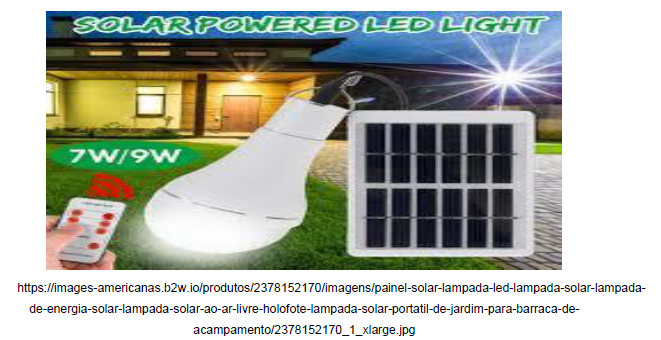 SOLAR POWERED LED LIGHT
7W/9W
https://images-americanas.b2w.io/produtos/2378152170/imagens/painel-solar-lampada-led-lampada-solar-lampada-
de-energia-solar-lampada-solar-ao-ar-livre-holofote-lampada-solar-portatil-de-jardim-para-barraca-de-
acampamento/2378152170_1_xlarge.jpg